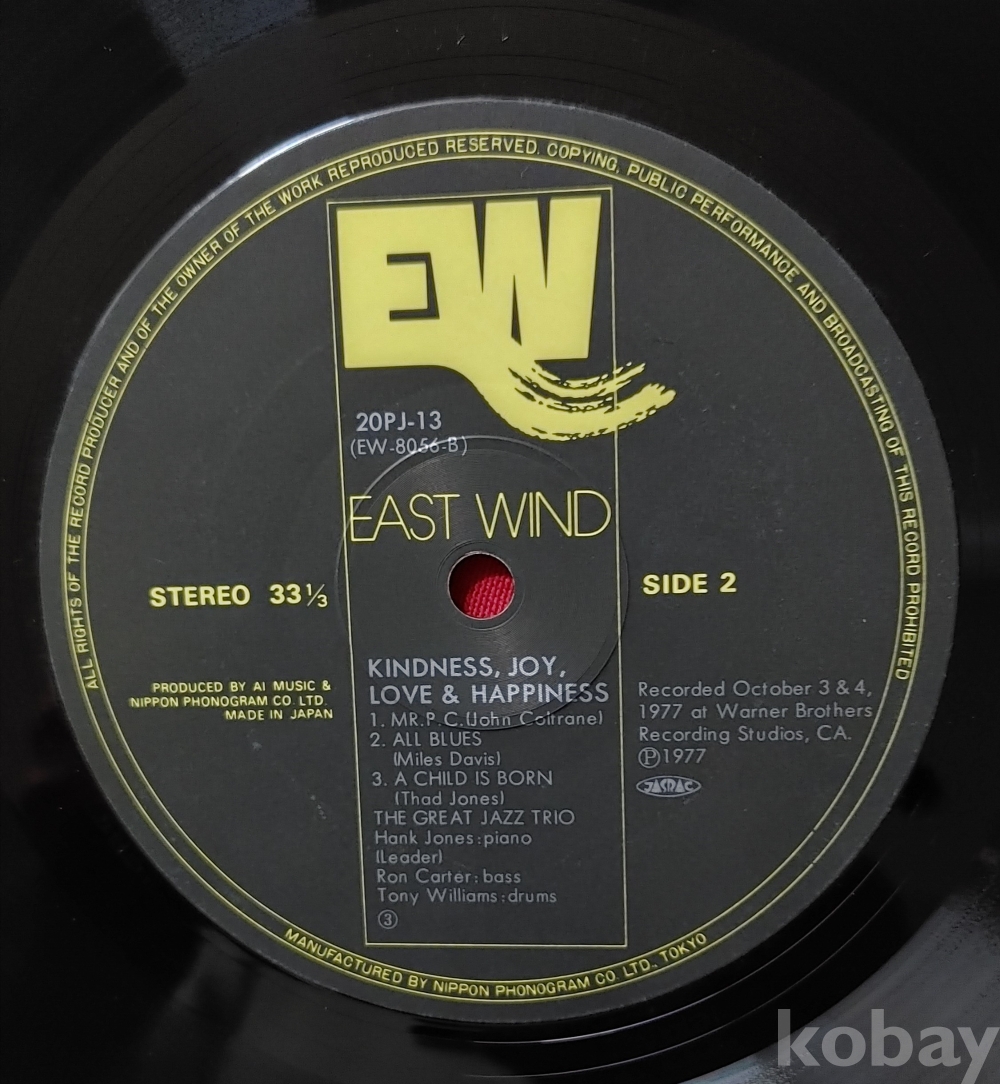 ALL RIGHTS OF THE RECORD PRODUCER AND OF THE OWNER OF THE WORK REPRODUCED RESERVED. COPYING, PUBLIC PERFORMANCE AND BROADCASTING OF THIS RECORD PROHIBITED
EW
20PJ-13
(EW-8056-B)
EAST WIND
STEREO 33 1/3
SIDE 2
PRODUCED BY AI MUSIC &
NIPPON PHONOGRAM CO. LTD.
MADE IN JAPAN
KINDNESS, JOY,
LOVE & HAPPINESS
1. MR. P. C. (John Coltrane)
2. ALL BLUES
(Miles Davis)
3. A CHILD IS BORN
(Thad Jones)
THE GREAT JAZZ TRIO
Hank Jones : piano
(Leader)
Ron Carter : bass
Tony Williams : drums
③
Recorded October 3 & 4,
1977 at Warner Brothers
Recording Studios, CA.
Ⓟ1977
JASRAC
MANUFACTURED BY NIPPON PHONOGRAM CO. LTD., TOKYO
kobay